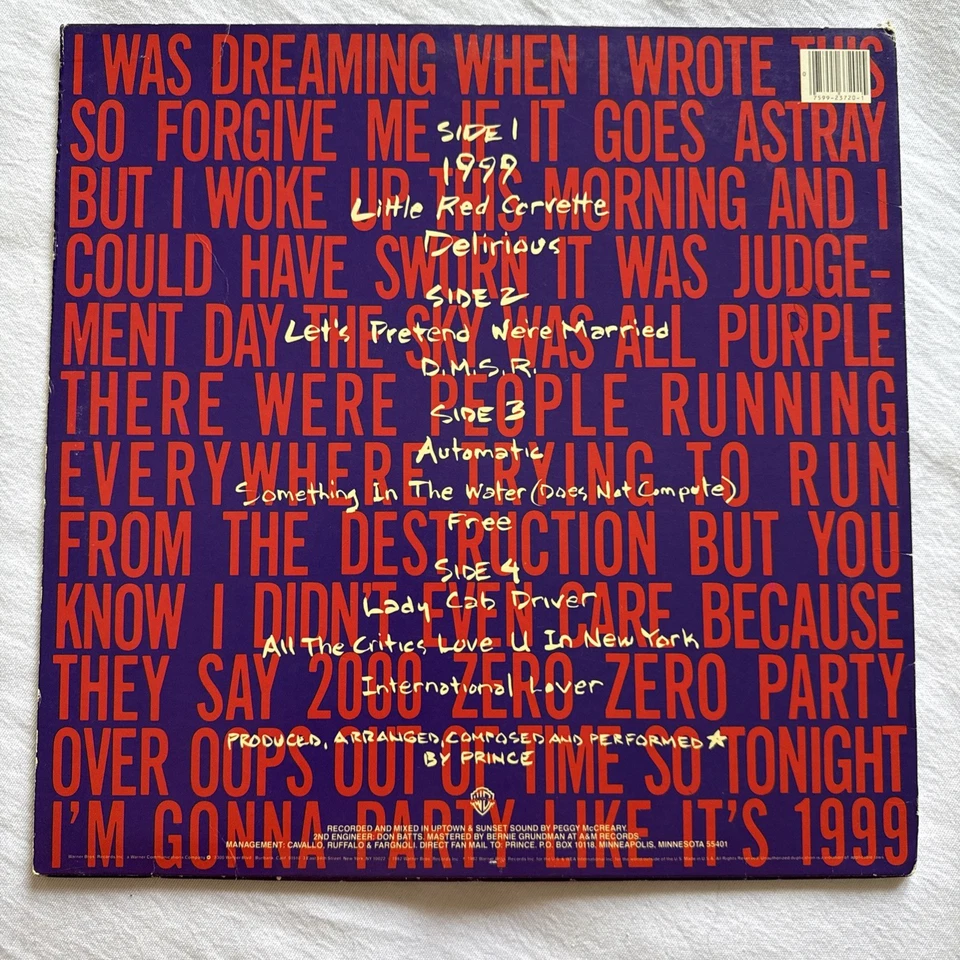 I WAS DREAMING WHEN I WROTE THIS
7599-23720-1
SO FORGIVE ME IF IT GOES ASTRAY
BUT I WOKE UP THIS MORNING AND I
COULD HAVE SWORN IT WAS JUDGE-
MENT DAY THE SKY WAS ALL PURPLE
THERE WERE PEOPLE RUNNING
EVERYWHERE TRYING TO RUN
FROM THE DESTRUCTION BUT YOU
KNOW I DIDN'T EVEN CARE BECAUSE
THEY SAY 2000 ZERO ZERO PARTY
OVER OOPS OUT OF TIME SO TONIGHT
I'M GONNA PARTY LIKE IT'S 1999
SIDE 1
1999
Little Red Corvette
Delirious
SIDE 2
Let's Pretend We're Married
D.M.S.R.
SIDE 3
Automatic
Something In The Water (Does Not Compute)
Free
SIDE 4
Lady Cab Driver
All The Critics Love U In New York
International Lover
PRODUCED, ARRANGED, COMPOSED AND PERFORMED
BY PRINCE
RECORDED AND MIXED IN UPTOWN & SUNSET SOUND BY PEGGY McCREARY.
2ND ENGINEER: DON BATTS. MASTERED BY BERNIE GRUNDMAN AT A&M RECORDS.
MANAGEMENT: CAVALLO, RUFFALO & FARGNOLI. DIRECT FAN MAIL TO: PRINCE. P.O. BOX 10118. MINNEAPOLIS, MINNESOTA 55401